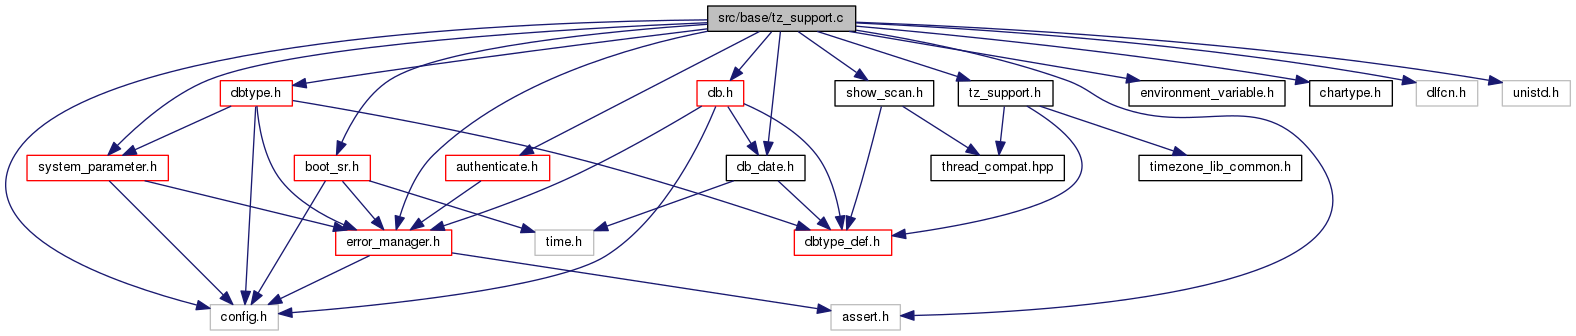 src/base/tz_support.c
dbtype.h
db.h
show_scan.h
tz_support.h
environment_variable.h
chartype.h
dlfcn.h
unistd.h
system_parameter.h
boot_sr.h
authenticate.h
db_date.h
thread_compat.hpp
timezone_lib_common.h
error_manager.h
time.h
dbtype_def.h
config.h
assert.h